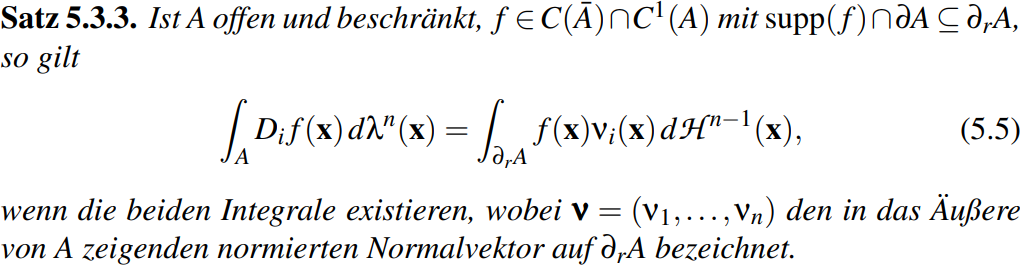 Satz 5.3.3. Ist A offen und beschränkt, f ∈ C(Ā)∩C¹(A) mit supp(f)∩∂A ⊆ ∂ᵣA,
so gilt
∫_A Dᵢf(𝐱) dλⁿ(𝐱) = ∫_{∂ᵣA} f(𝐱)νᵢ(𝐱) dℋⁿ⁻¹(𝐱), (5.5)
wenn die beiden Integrale existieren, wobei 𝛎 = (ν₁,…,νₙ) den in das Äußere
von A zeigenden normierten Normalvektor auf ∂ᵣA bezeichnet.